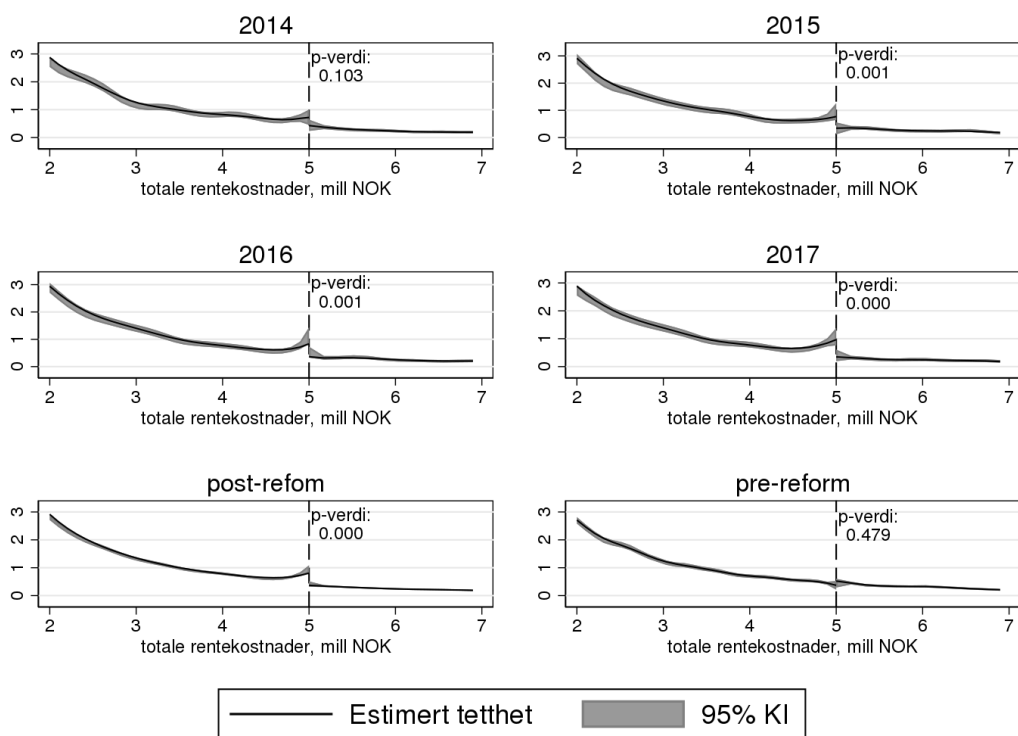 2014
p-verdi:
0.103
0 1 2 3
2 3 4 5 6 7
totale rentekostnader, mill NOK
2015
p-verdi:
0.001
0 1 2 3
2 3 4 5 6 7
totale rentekostnader, mill NOK
2016
p-verdi:
0.001
0 1 2 3
2 3 4 5 6 7
totale rentekostnader, mill NOK
2017
p-verdi:
0.000
0 1 2 3
2 3 4 5 6 7
totale rentekostnader, mill NOK
post-refom
p-verdi:
0.000
0 1 2 3
2 3 4 5 6 7
totale rentekostnader, mill NOK
pre-reform
p-verdi:
0.479
0 1 2 3
2 3 4 5 6 7
totale rentekostnader, mill NOK
Estimert tetthet 95% KI